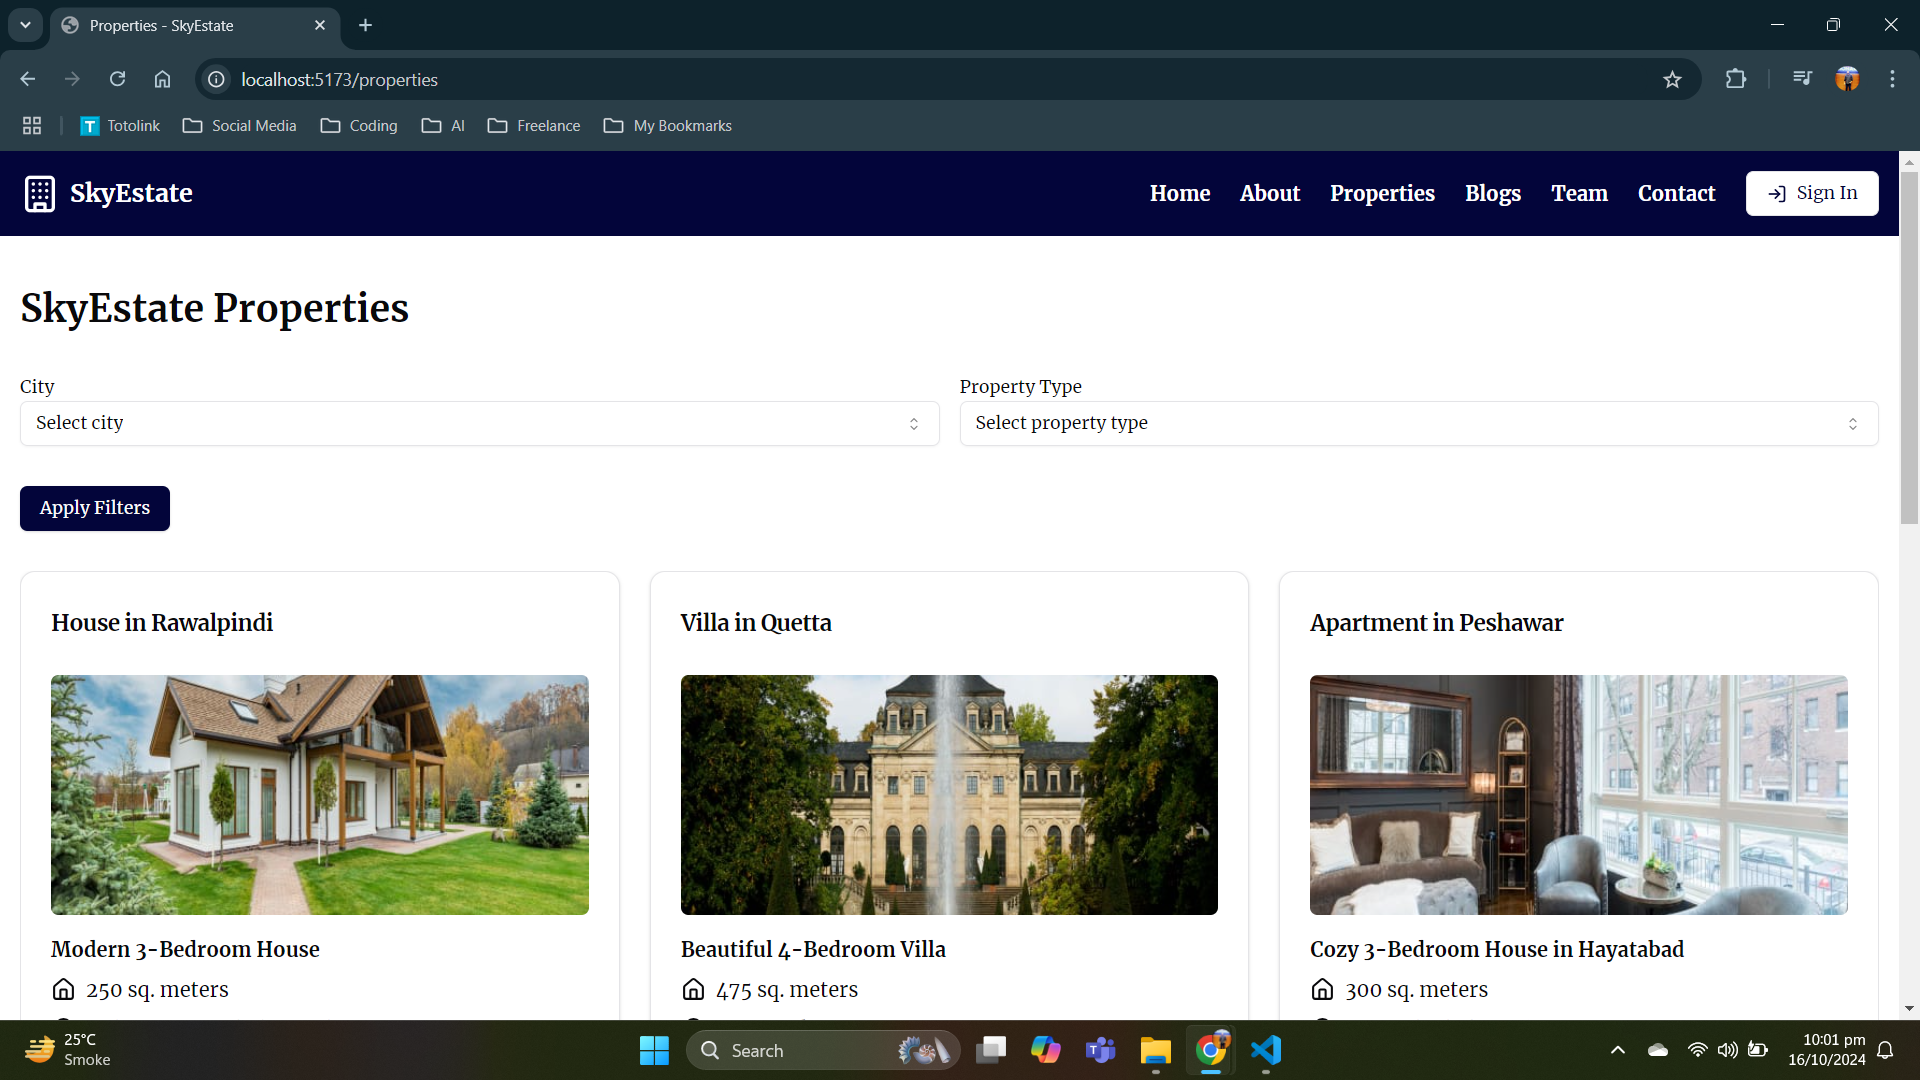 Properties - SkyEstate
localhost:5173/properties
Totolink Social Media Coding AI Freelance My Bookmarks
SkyEstate Home About Properties Blogs Team Contact Sign In
SkyEstate Properties
City Property Type
Select city Select property type
Apply Filters
House in Rawalpindi
Villa in Quetta
Apartment in Peshawar
Modern 3-Bedroom House
250 sq. meters
Beautiful 4-Bedroom Villa
475 sq. meters
Cozy 3-Bedroom House in Hayatabad
300 sq. meters
25°C
Smoke
Search
10:01 pm
16/10/2024